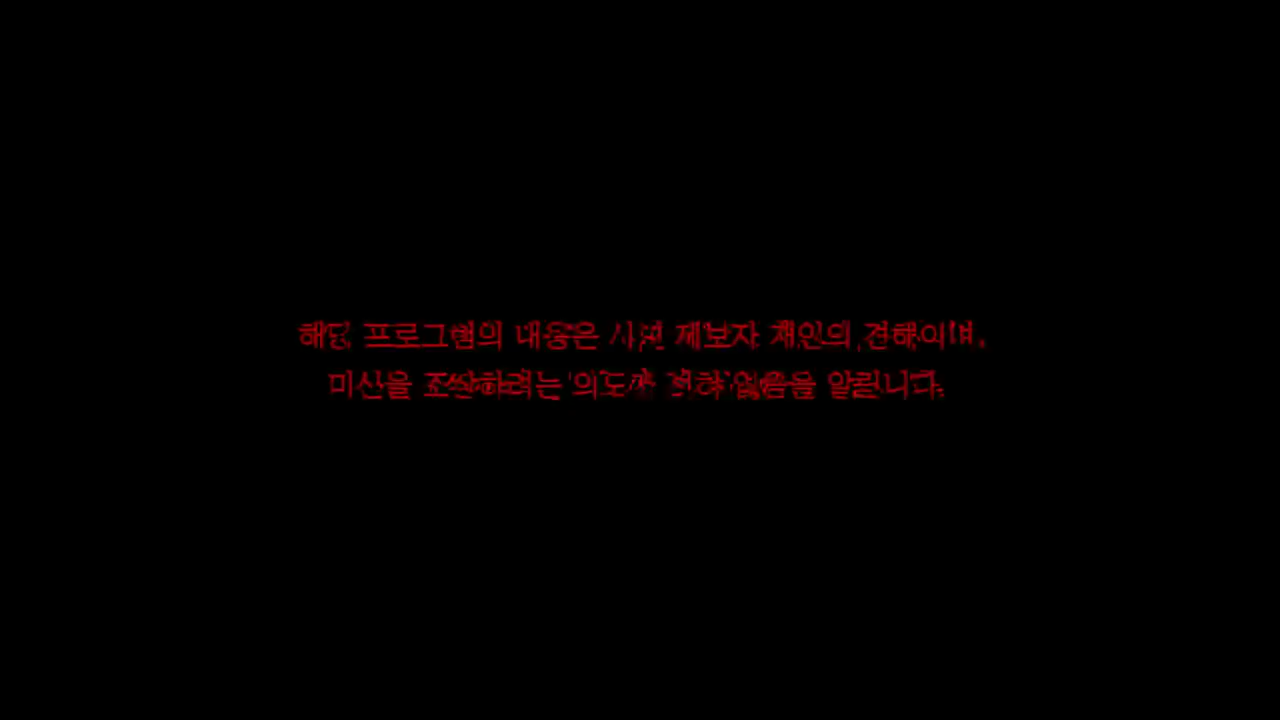 해당 프로그램의 내용은 사연 제보자 개인의 견해이며,
미신을 조장하려는 의도가 전혀 없음을 알립니다.